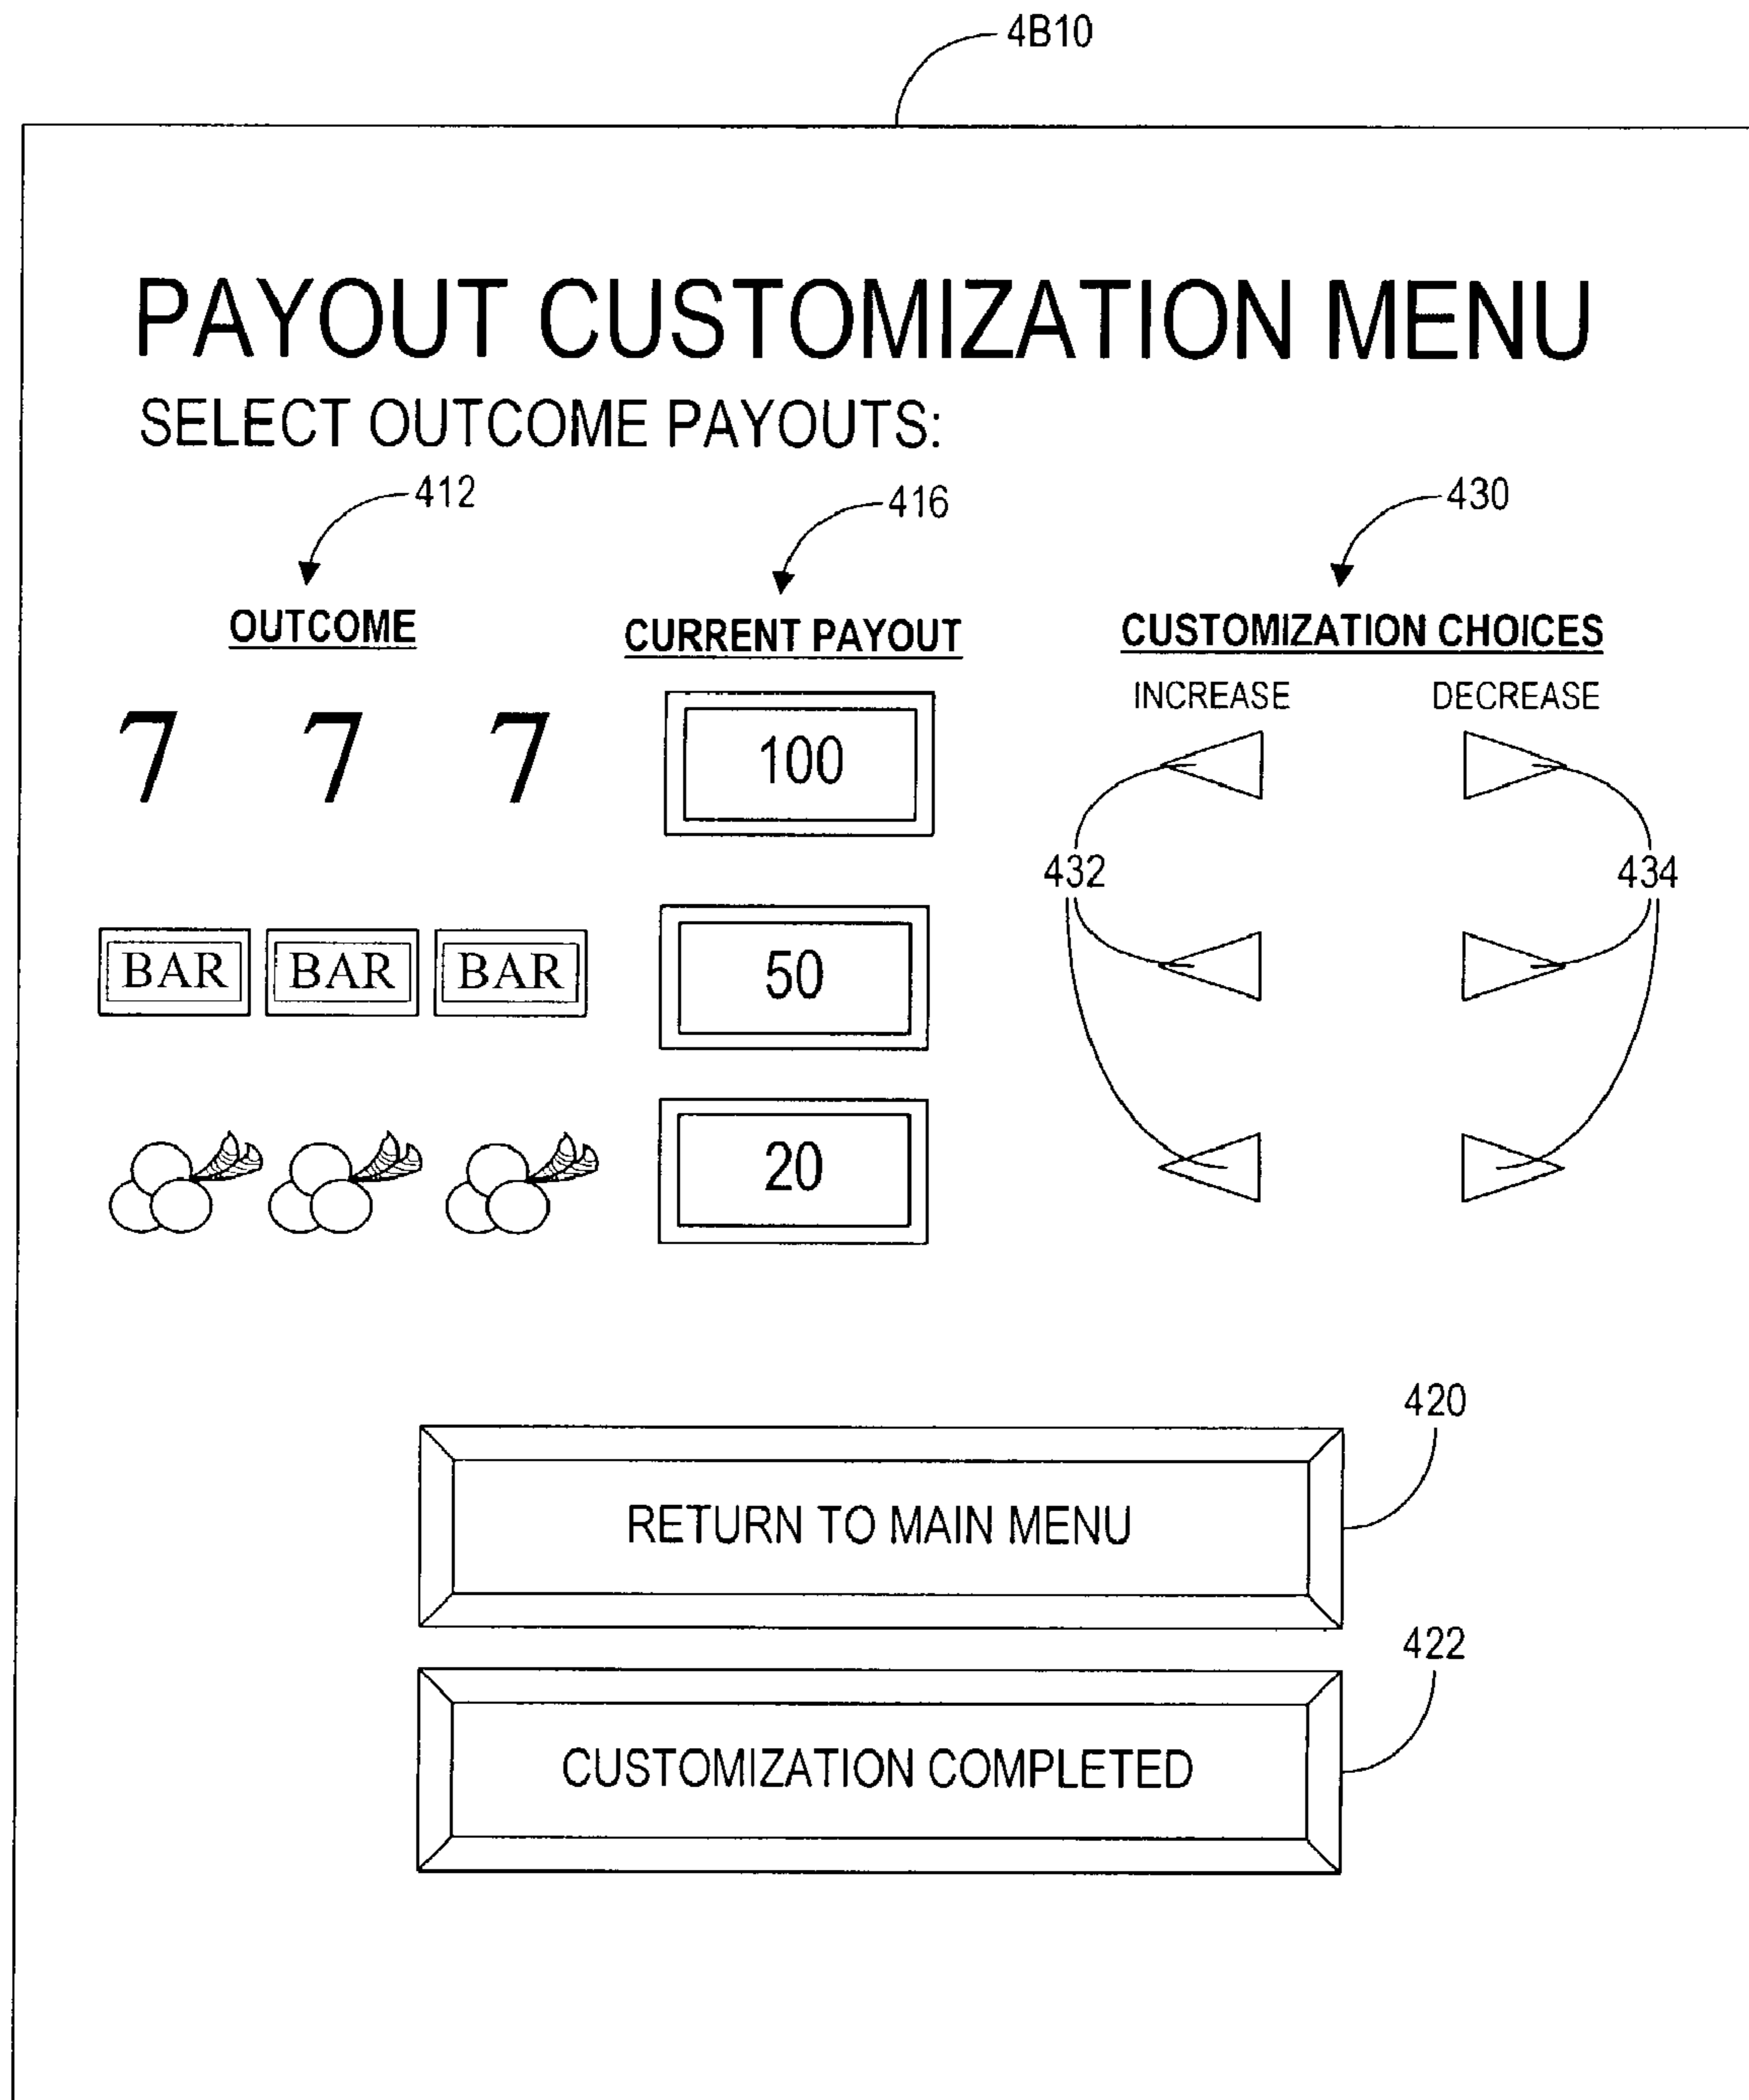 4B10
PAYOUT CUSTOMIZATION MENU
SELECT OUTCOME PAYOUTS:
412 416 430
OUTCOME CURRENT PAYOUT CUSTOMIZATION CHOICES
INCREASE DECREASE
7 7 7 100
432 434
BAR BAR BAR 50
20
420
RETURN TO MAIN MENU
422
CUSTOMIZATION COMPLETED